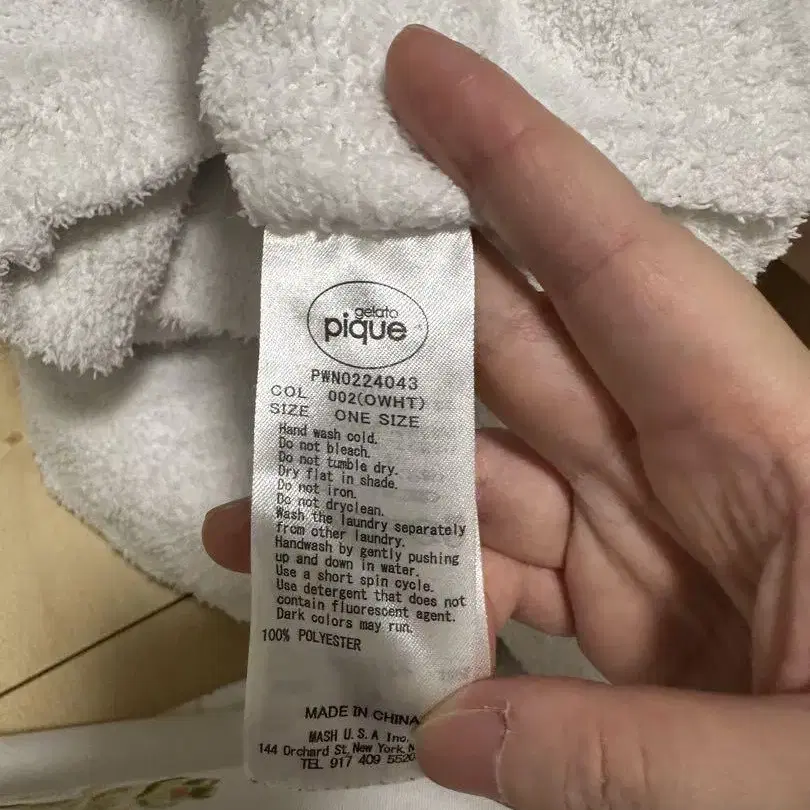 gelato
pique
PWN0224043
COL 002(OWHT)
SIZE ONE SIZE
Hand wash cold.
Do not bleach.
Do not tumble dry.
Dry flat in shade.
Do not iron.
Do not dryclean.
Wash the laundry separately
from other laundry.
Handwash by gently pushing
up and down in water.
Use a short spin cycle.
Use detergent that does not
contain fluorescent agent.
Dark colors may run.
100% POLYESTER
MADE IN CHINA
MASH U.S.A Inc.
144 Orchard St, New York, N
TEL 917 409 5520